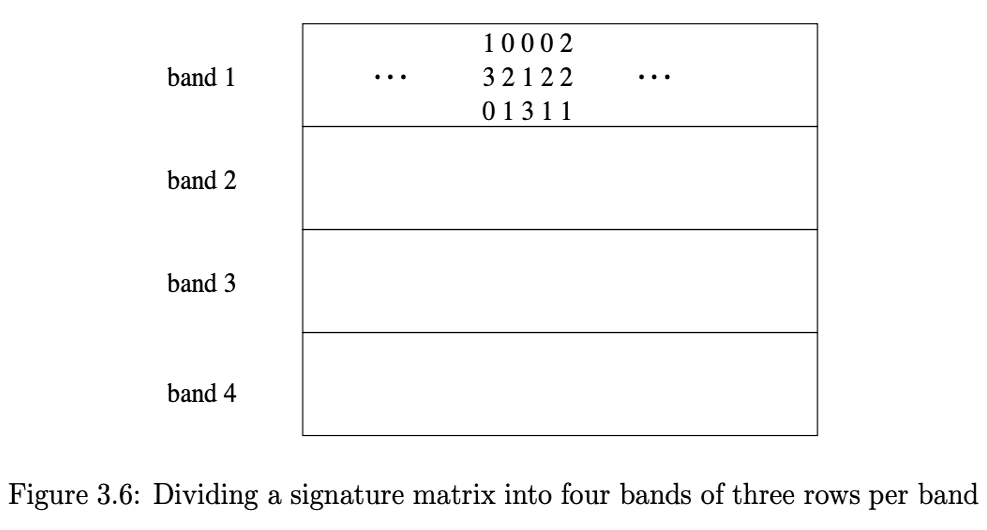 1 0 0 0 2
band 1 ··· 3 2 1 2 2 ···
0 1 3 1 1
band 2
band 3
band 4
Figure 3.6: Dividing a signature matrix into four bands of three rows per band